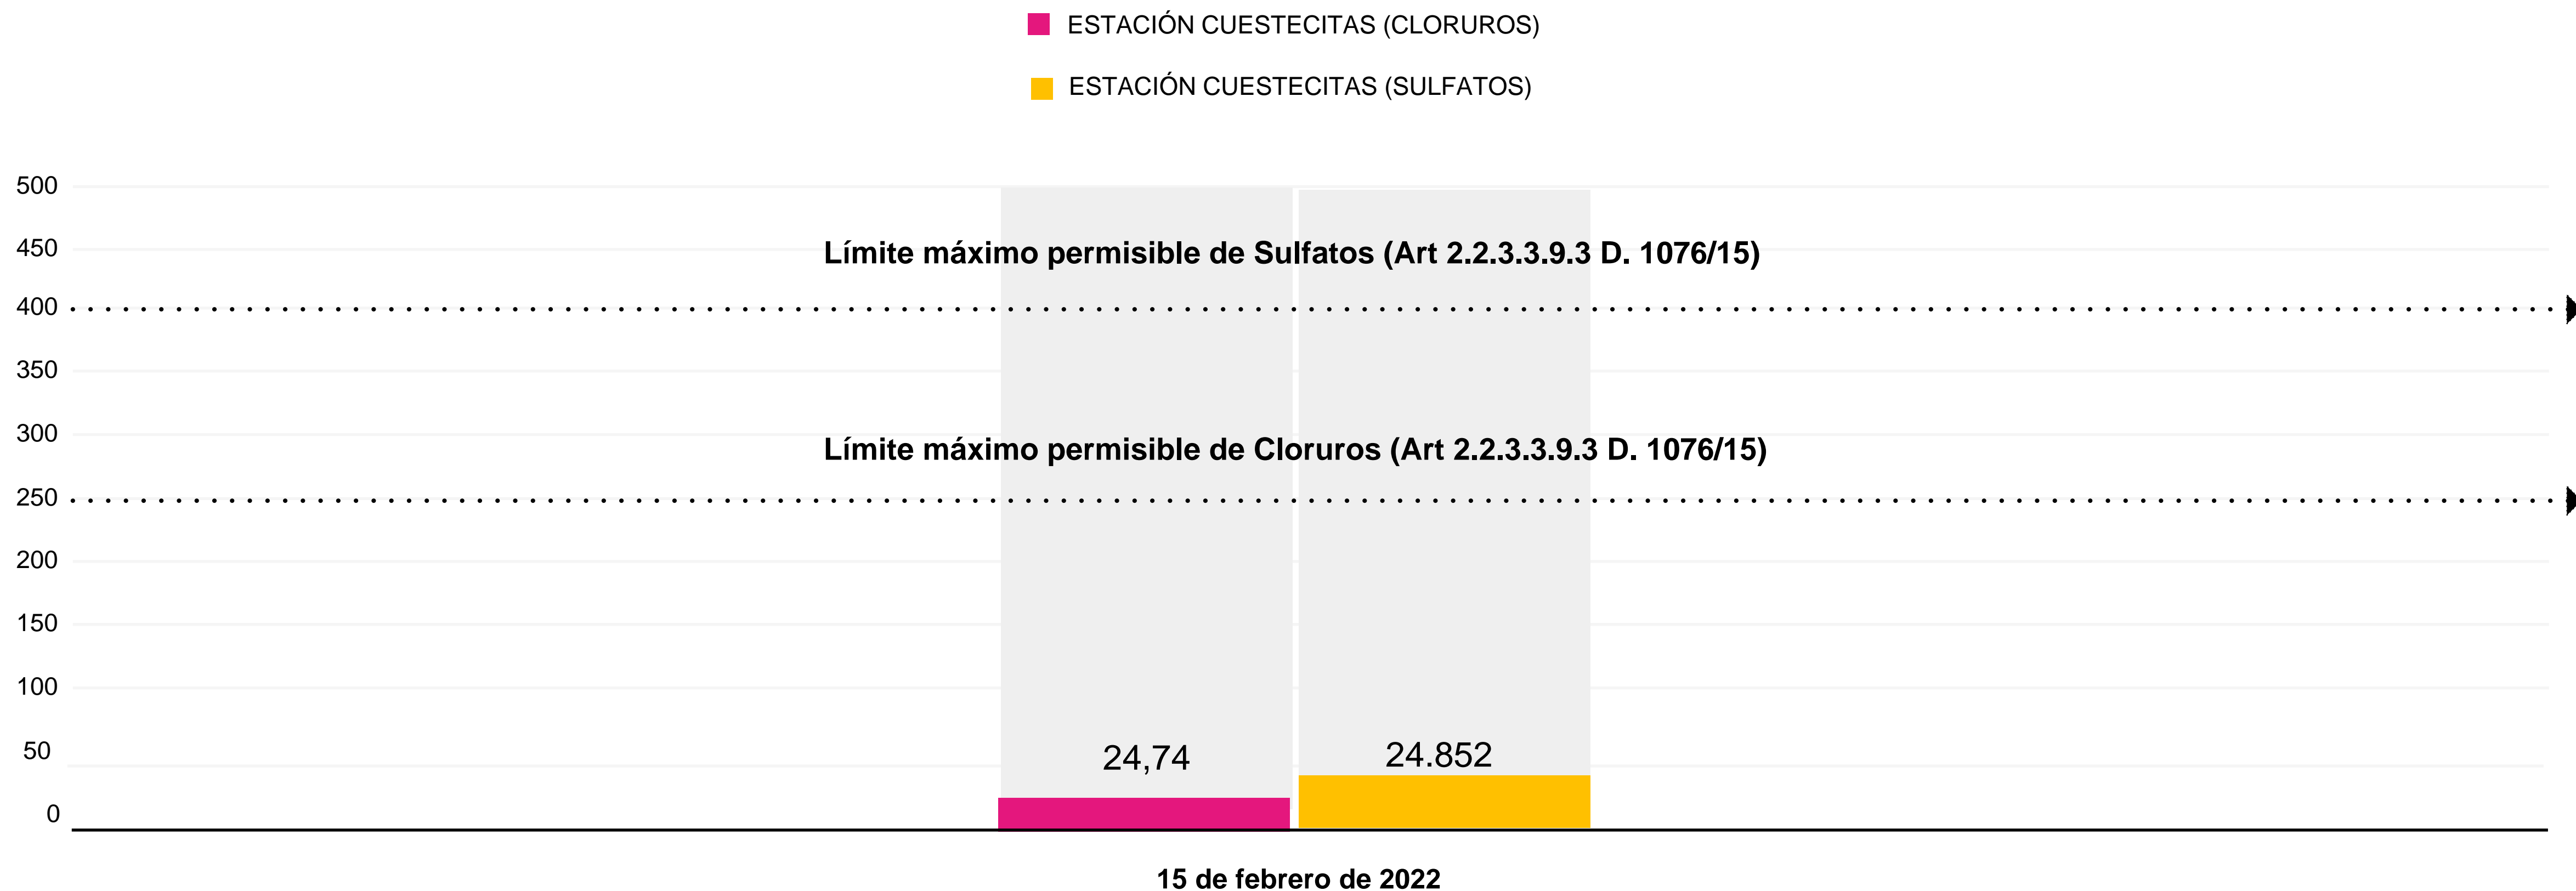 ESTACIÓN CUESTECITAS (CLORUROS)
ESTACIÓN CUESTECITAS (SULFATOS)
500
450
Límite máximo permisible de Sulfatos (Art 2.2.3.3.9.3 D. 1076/15)
400
350
300
Límite máximo permisible de Cloruros (Art 2.2.3.3.9.3 D. 1076/15)
250
200
150
100
50
24,74
24.852
0
15 de febrero de 2022